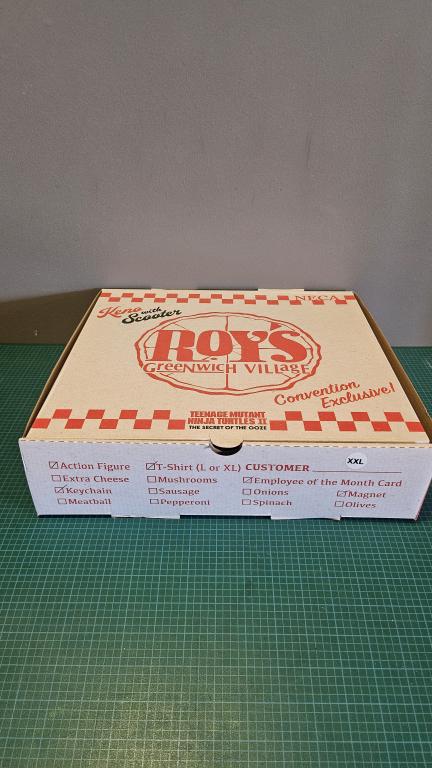 NECA
Keno with
Scooter
ROY'S
GREENWICH VILLAGE
Convention
Exclusive!
TEENAGE MUTANT
NINJA TURTLES II
THE SECRET OF THE OOZE
Action Figure T-Shirt (L or XL) CUSTOMER XXL
Extra Cheese Mushrooms Employee of the Month Card
Keychain Sausage Onions Magnet
Meatball Pepperoni Spinach Olives